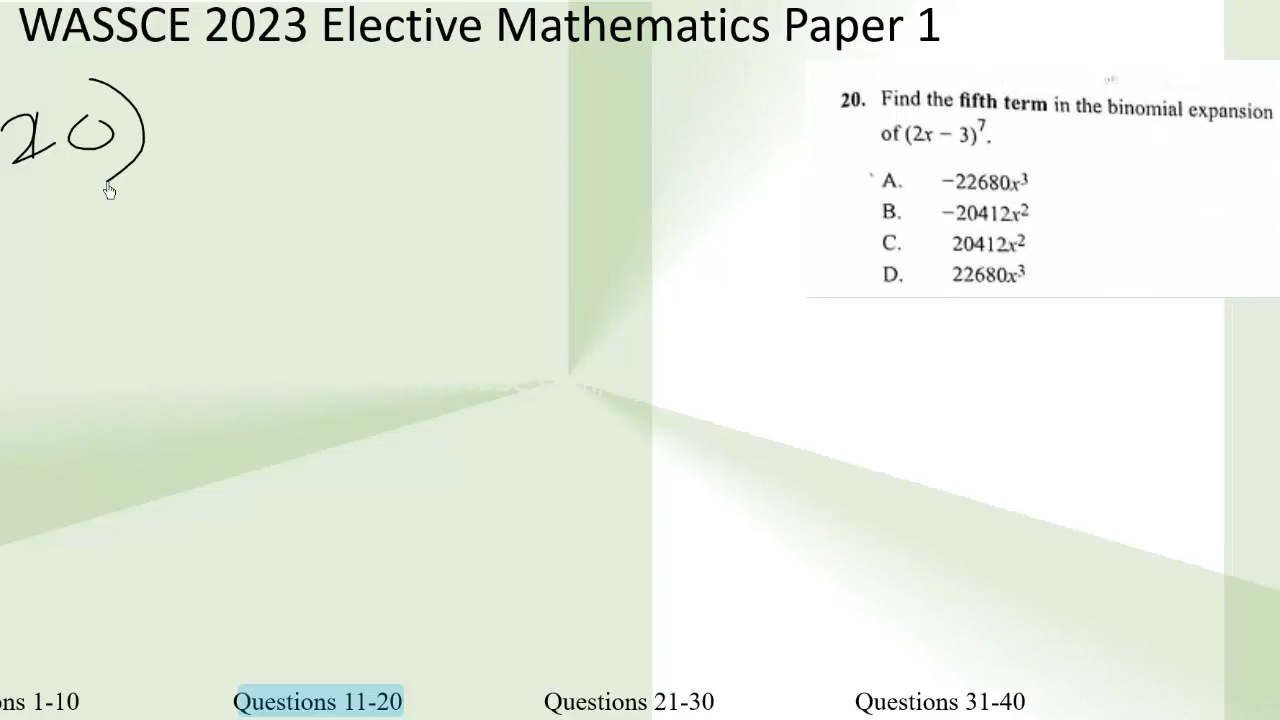 WASSCE 2023 Elective Mathematics Paper 1
20)
20. Find the fifth term in the binomial expansion
of (2x − 3)⁷.
A. −22680x³
B. −20412x²
C. 20412x²
D. 22680x³
ns 1-10 Questions 11-20 Questions 21-30 Questions 31-40